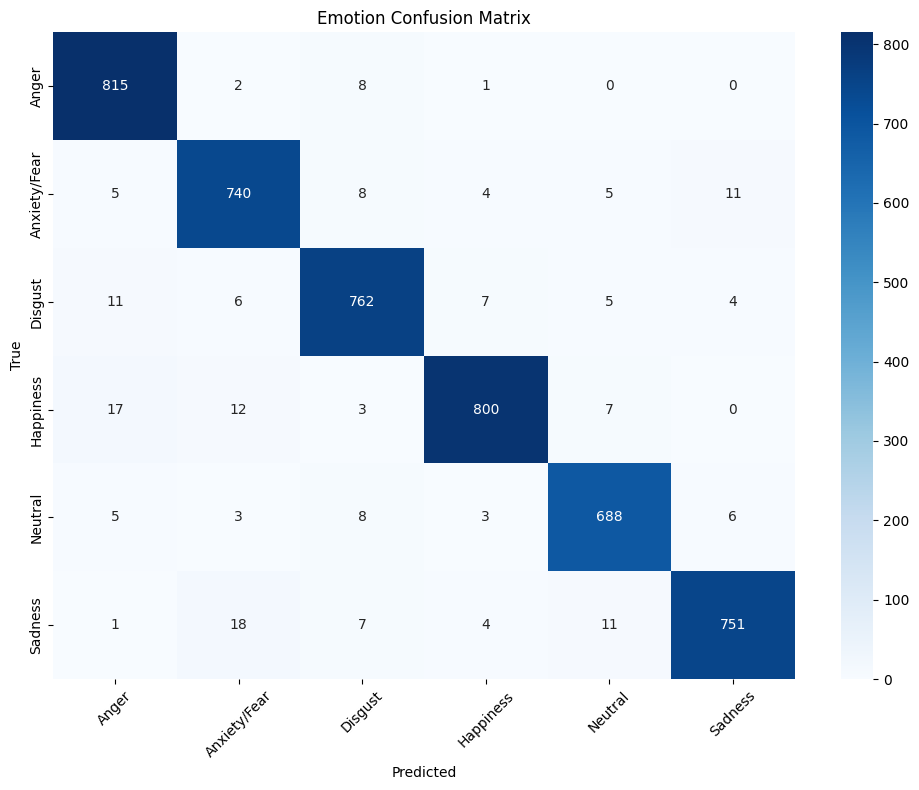 Emotion Confusion Matrix
True
Anger 815 2 8 1 0 0
Anxiety/Fear 5 740 8 4 5 11
Disgust 11 6 762 7 5 4
Happiness 17 12 3 800 7 0
Neutral 5 3 8 3 688 6
Sadness 1 18 7 4 11 751
Anger Anxiety/Fear Disgust Happiness Neutral Sadness
Predicted
800
700
600
500
400
300
200
100
0